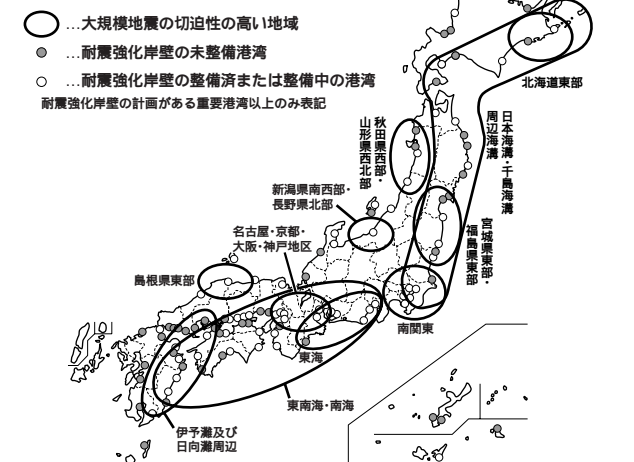 …大規模地震の切迫性の高い地域
…耐震強化岸壁の未整備港湾
…耐震強化岸壁の整備済または整備中の港湾
耐震強化岸壁の計画がある重要港湾以上のみ表記
北海道東部
日本海溝・千島海溝
周辺海溝
秋田県西部・
山形県西北部
新潟県南西部・
長野県北部
名古屋・京都・
大阪・神戸地区
宮城県東部・
福島県東部
島根県東部
南関東
東海
東南海・南海
伊予灘及び
日向灘周辺